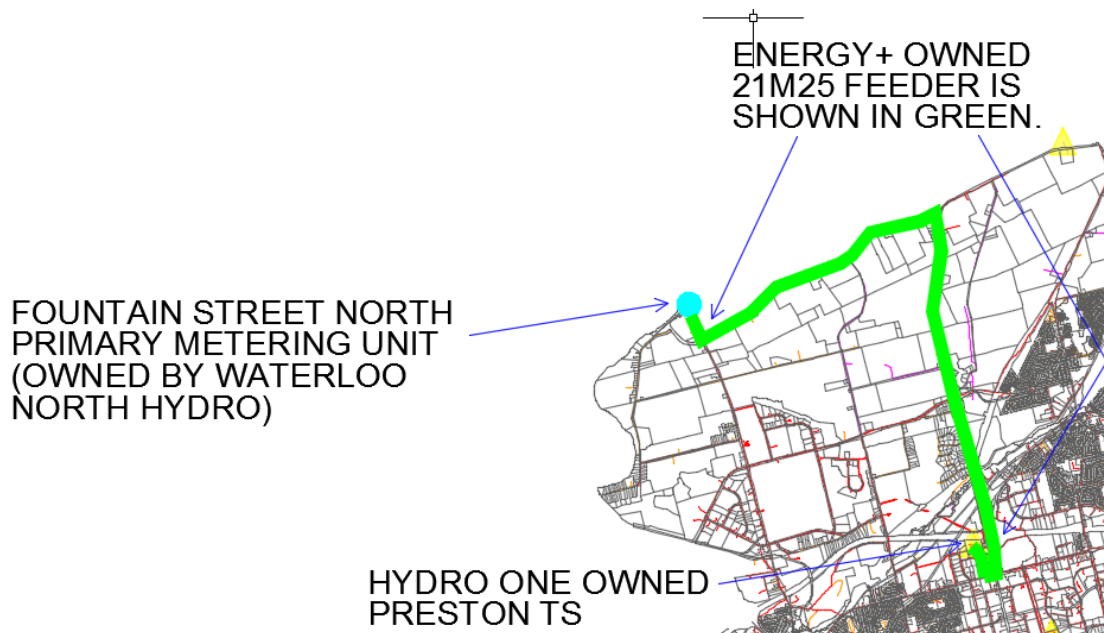 ENERGY+ OWNED
21M25 FEEDER IS
SHOWN IN GREEN.
FOUNTAIN STREET NORTH
PRIMARY METERING UNIT
(OWNED BY WATERLOO
NORTH HYDRO)
HYDRO ONE OWNED
PRESTON TS